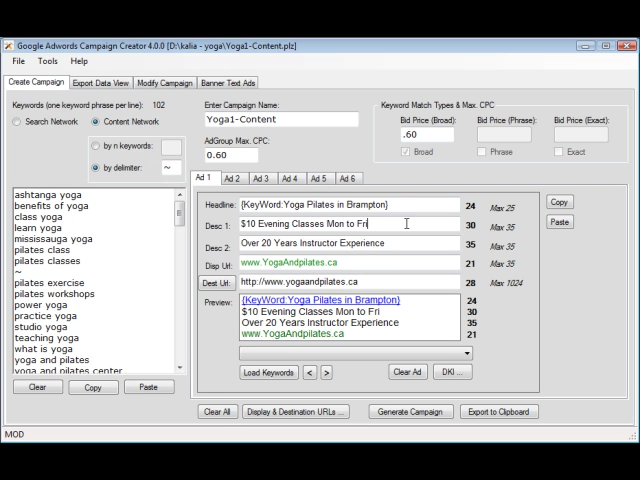 Google Adwords Campaign Creator 4.0.0 [D:\kalia - yoga\Yoga1-Content.plz]
File Tools Help
Create Campaign Export Data View Modify Campaign Banner Text Ads
Keywords (one keyword phrase per line): 102
Search Network Content Network
by n keywords:
by delimiter: ~
ashtanga yoga
benefits of yoga
class yoga
learn yoga
mississauga yoga
pilates class
pilates classes
~
pilates exercise
pilates workshops
power yoga
practice yoga
studio yoga
teaching yoga
what is yoga
yoga and pilates
yoga and pilates center
Clear Copy Paste
Enter Campaign Name:
Yoga1-Content
AdGroup Max. CPC:
0.60
Keyword Match Types & Max. CPC
Bid Price (Broad): Bid Price (Phrase): Bid Price (Exact):
.60
Broad Phrase Exact
Ad 1 Ad 2 Ad 3 Ad 4 Ad 5 Ad 6
Headline: {KeyWord:Yoga Pilates in Brampton} 24 Max 25
Desc 1: $10 Evening Classes Mon to Fri 30 Max 35
Desc 2: Over 20 Years Instructor Experience 35 Max 35
Disp Url: www.YogaAndpilates.ca 21 Max 35
Dest Url: http://www.yogaandpilates.ca 28 Max 1024
Preview: {KeyWord:Yoga Pilates in Brampton} 24
$10 Evening Classes Mon to Fri 30
Over 20 Years Instructor Experience 35
www.YogaAndpilates.ca 21
Load Keywords < > Clear Ad DKI ...
Copy
Paste
Clear All Display & Destination URLs ... Generate Campaign Export to Clipboard
MOD